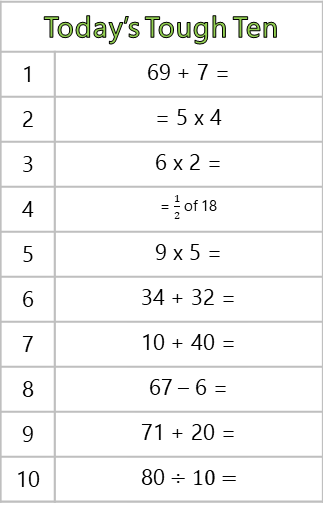 Today's Tough Ten
1 69 + 7 =
2 = 5 x 4
3 6 x 2 =
4 = 1/2 of 18
5 9 x 5 =
6 34 + 32 =
7 10 + 40 =
8 67 – 6 =
9 71 + 20 =
10 80 ÷ 10 =